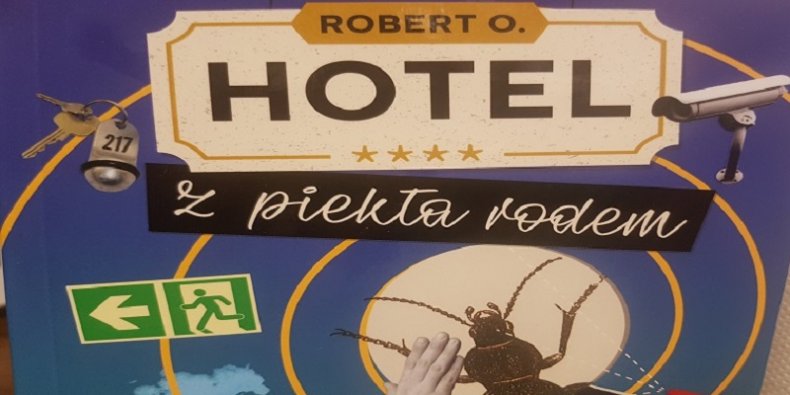 ROBERT O.
HOTEL
217
z piekła rodem